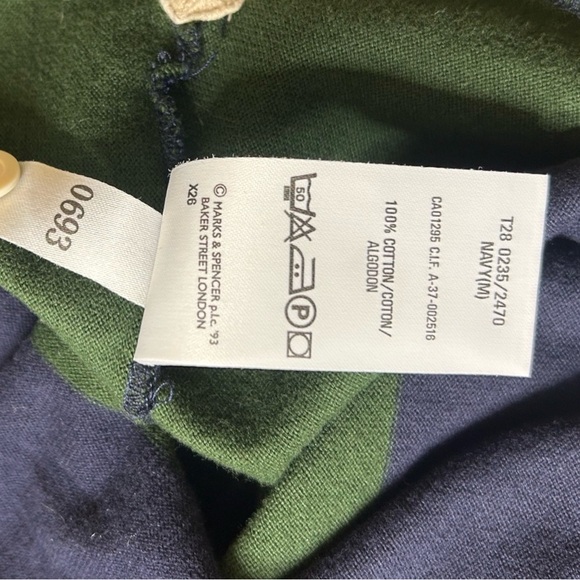 T28 0235/2470
NAVY(M)
CA01295 C.I.F. A-37-002516
100% COTTON/COTON/
ALGODON
50
P
© MARKS & SPENCER p.l.c. '93
BAKER STREET LONDON
X26
0693